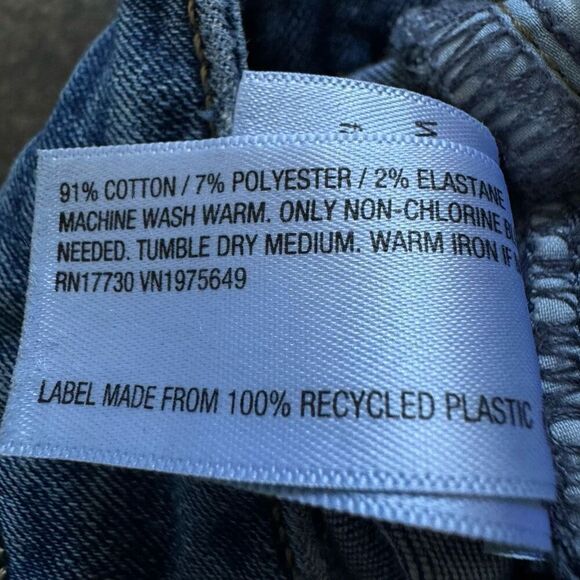 91% COTTON / 7% POLYESTER / 2% ELASTANE
MACHINE WASH WARM. ONLY NON-CHLORINE
NEEDED. TUMBLE DRY MEDIUM. WARM IRON IF
RN17730 VN1975649
LABEL MADE FROM 100% RECYCLED PLASTIC